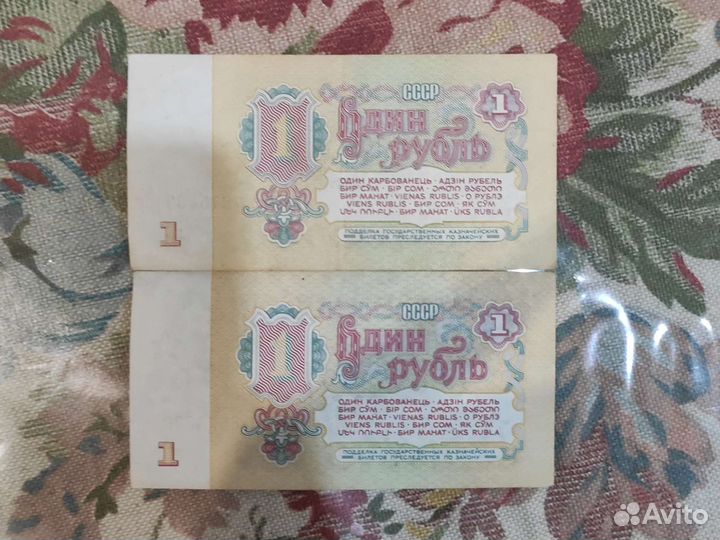 СССР
1
1
Один
рубль
ОДИН КАРБОВАНЕЦЬ · АДЗІН РУБЕЛЬ
БИР СЎМ · БІР СОМ · ᲔᲠᲗᲘ ᲛᲐᲜᲔᲗᲘ
БИР МАНАТ · VIENAS RUBLIS · О РУБЛЭ
VIENS RUBLIS · БИР СОМ · ЯК СӮМ
ՄԵԿ ՌՈՒԲԼԻ · БИР МАНАТ · ÜKS RUBLA
1
ПОДДЕЛКА ГОСУДАРСТВЕННЫХ КАЗНАЧЕЙСКИХ
БИЛЕТОВ ПРЕСЛЕДУЕТСЯ ПО ЗАКОНУ
СССР
1
1
Один
рубль
ОДИН КАРБОВАНЕЦЬ · АДЗІН РУБЕЛЬ
БИР СЎМ · БІР СОМ · ᲔᲠᲗᲘ ᲛᲐᲜᲔᲗᲘ
БИР МАНАТ · VIENAS RUBLIS · О РУБЛЭ
VIENS RUBLIS · БИР СОМ · ЯК СӮМ
ՄԵԿ ՌՈՒԲԼԻ · БИР МАНАТ · ÜKS RUBLA
1
ПОДДЕЛКА ГОСУДАРСТВЕННЫХ КАЗНАЧЕЙСКИХ
БИЛЕТОВ ПРЕСЛЕДУЕТСЯ ПО ЗАКОНУ
Avito